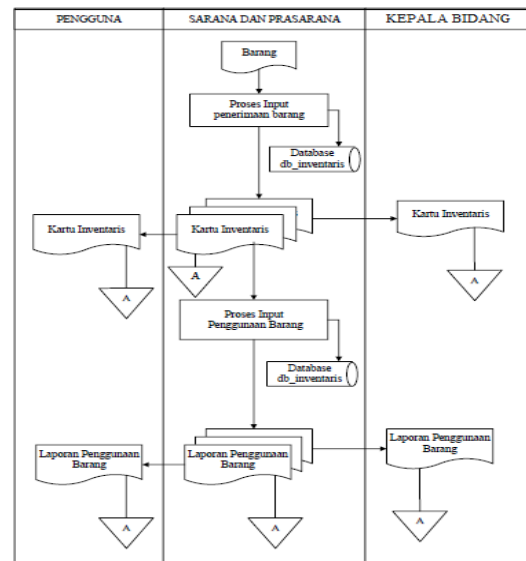 PENGGUNA
SARANA DAN PRASARANA
KEPALA BIDANG
Barang
Proses Input
penerimaan barang
Database
db_inventaris
Kartu Inventaris
Kartu Inventaris
Kartu Inventaris
A
A
A
Proses Input
Penggunaan Barang
Database
db_inventaris
Laporan Penggunaan
Barang
Laporan Penggunaan
Barang
Laporan Penggunaan
Barang
A
A
A